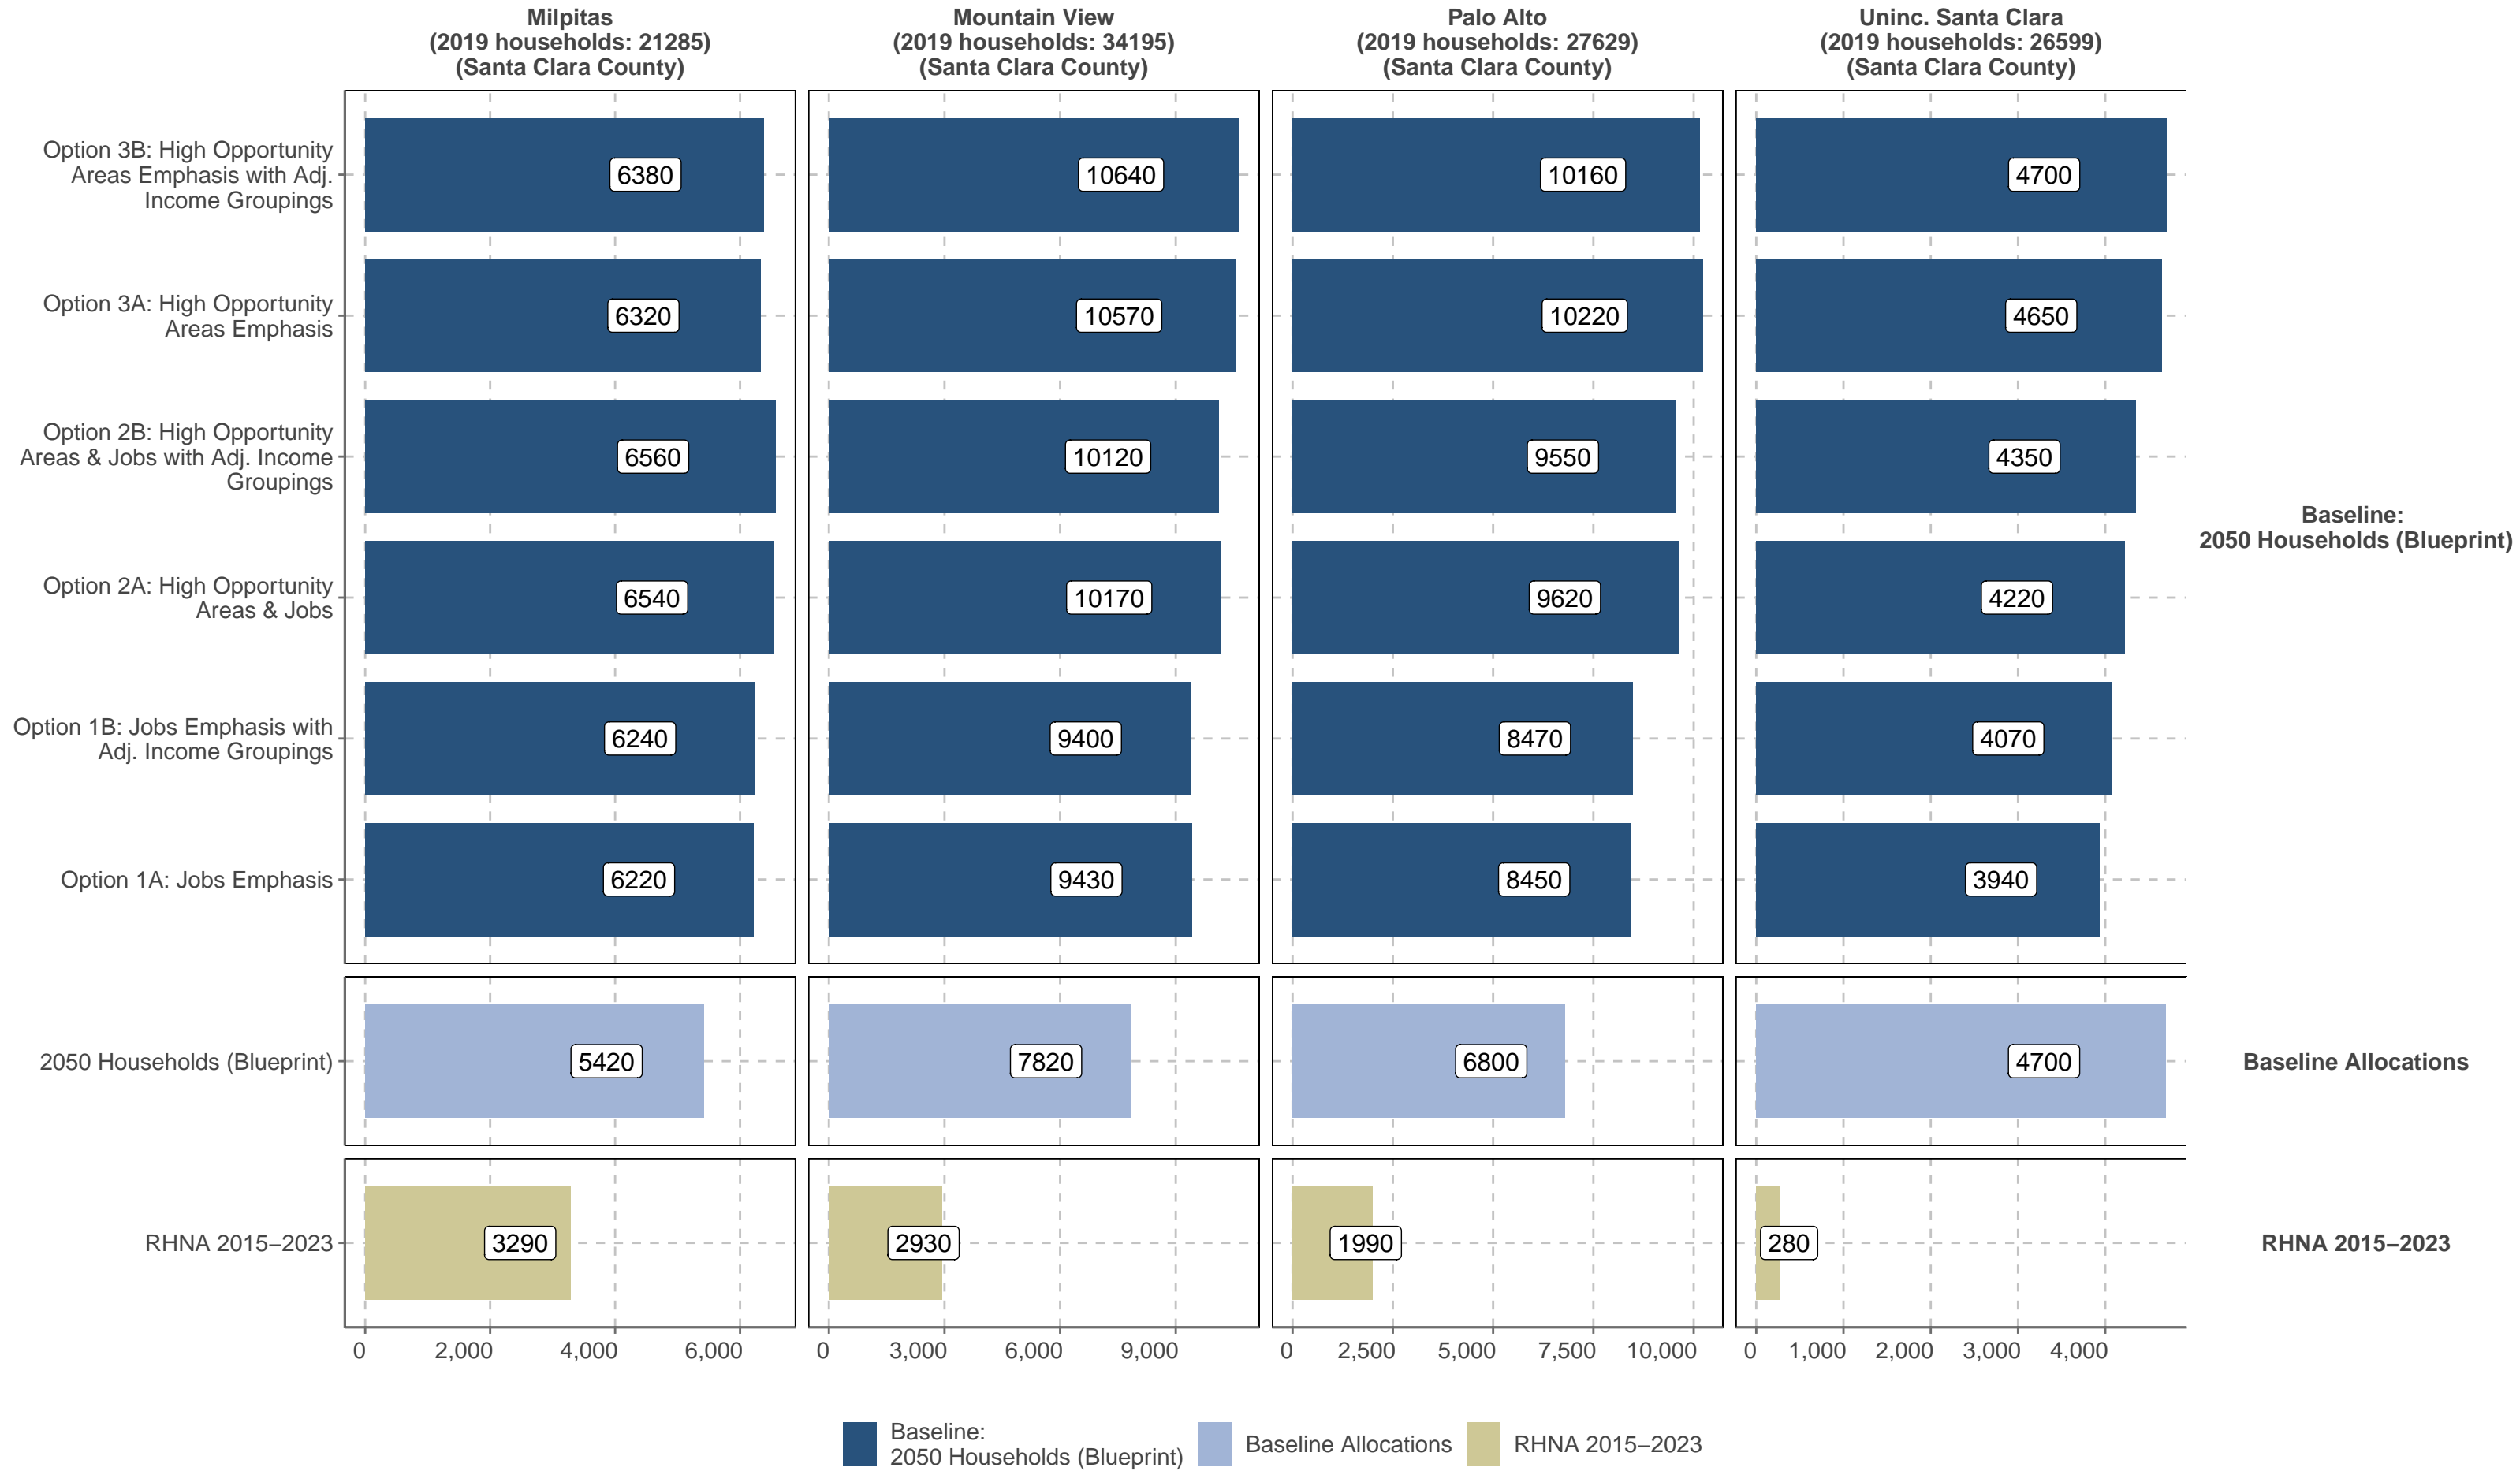 Milpitas
(2019 households: 21285)
(Santa Clara County)
Mountain View
(2019 households: 34195)
(Santa Clara County)
Palo Alto
(2019 households: 27629)
(Santa Clara County)
Uninc. Santa Clara
(2019 households: 26599)
(Santa Clara County)
Option 3B: High Opportunity
Areas Emphasis with Adj.
Income Groupings
6380
10640
10160
4700
Option 3A: High Opportunity
Areas Emphasis
6320
10570
10220
4650
Option 2B: High Opportunity
Areas & Jobs with Adj. Income
Groupings
6560
10120
9550
4350
Baseline:
2050 Households (Blueprint)
Option 2A: High Opportunity
Areas & Jobs
6540
10170
9620
4220
Option 1B: Jobs Emphasis with
Adj. Income Groupings
6240
9400
8470
4070
Option 1A: Jobs Emphasis
6220
9430
8450
3940
2050 Households (Blueprint)
5420
7820
6800
4700
Baseline Allocations
RHNA 2015−2023
3290
2930
1990
280
RHNA 2015−2023
0 2,000 4,000 6,000
0 3,000 6,000 9,000
0 2,500 5,000 7,500 10,000
0 1,000 2,000 3,000 4,000
Baseline:
2050 Households (Blueprint)
Baseline Allocations
RHNA 2015−2023